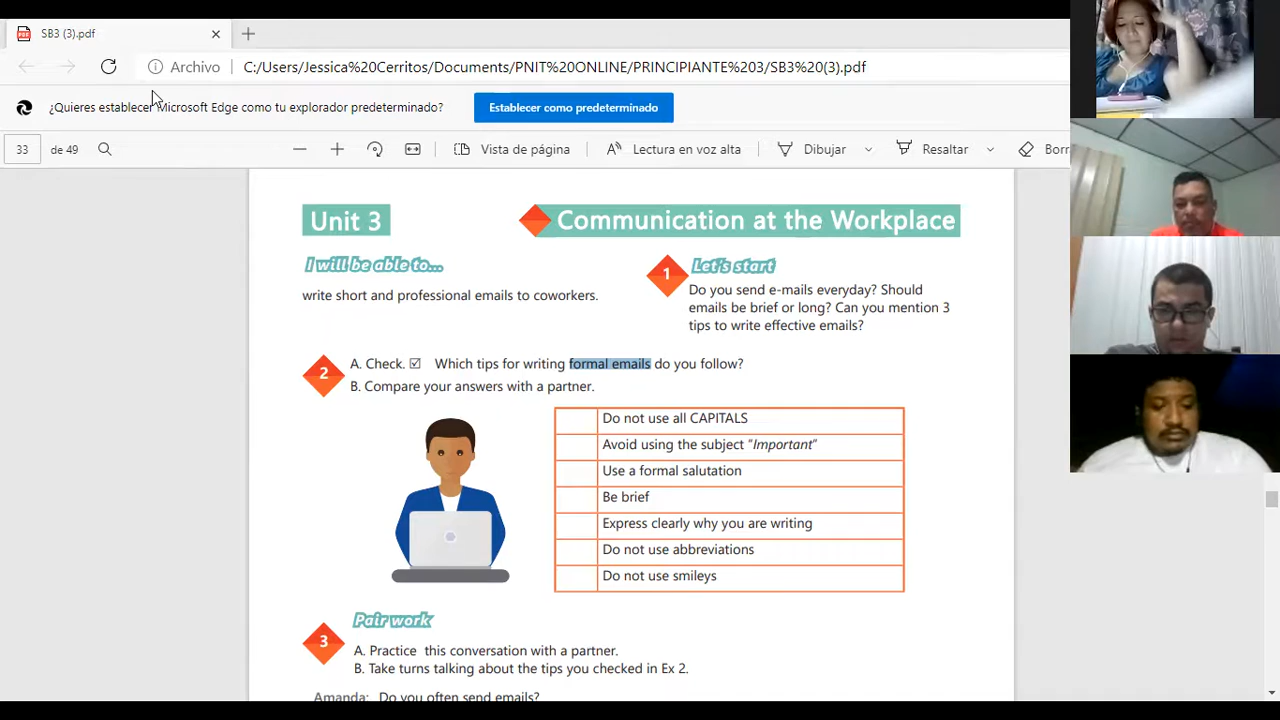 SB3 (3).pdf
Archivo
C:/Users/Jessica%20Cerritos/Documents/PNIT%20ONLINE/PRINCIPIANTE%203/SB3%20(3).pdf
¿Quieres establecer Microsoft Edge como tu explorador predeterminado?
Establecer como predeterminado
33
de 49
Vista de página
Lectura en voz alta
Dibujar
Resaltar
Borr
Unit 3
Communication at the Workplace
I will be able to...
write short and professional emails to coworkers.
1
Let's start
Do you send e-mails everyday? Should
emails be brief or long? Can you mention 3
tips to write effective emails?
2
A. Check. ☑ Which tips for writing formal emails do you follow?
B. Compare your answers with a partner.
Do not use all CAPITALS
Avoid using the subject "Important"
Use a formal salutation
Be brief
Express clearly why you are writing
Do not use abbreviations
Do not use smileys
Pair work
3
A. Practice this conversation with a partner.
B. Take turns talking about the tips you checked in Ex 2.
Amanda: Do you often send emails?